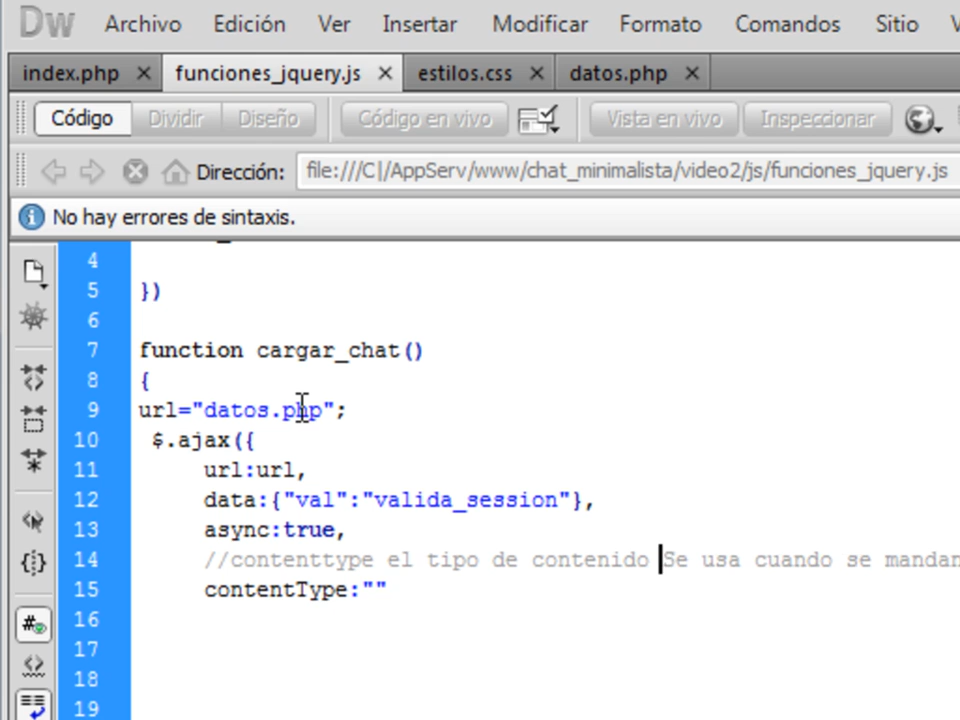 Dw Archivo Edición Ver Insertar Modificar Formato Comandos Sitio
index.php funciones_jquery.js estilos.css datos.php
Código Dividir Diseño Código en vivo Vista en vivo Inspeccionar
Dirección: file:///C|/AppServ/www/chat_minimalista/video2/js/funciones_jquery.js
No hay errores de sintaxis.
4
5 })
6
7 function cargar_chat()
8 {
9 url="datos.php";
10 $.ajax({
11 url:url,
12 data:{"val":"valida_session"},
13 async:true,
14 //contenttype el tipo de contenido Se usa cuando se mandan
15 contentType:""
16
17
18
19